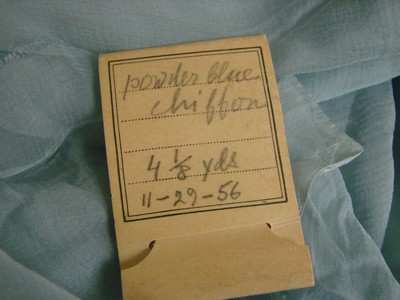 powder blue
chiffon
4 1/8 yds
11-29-56